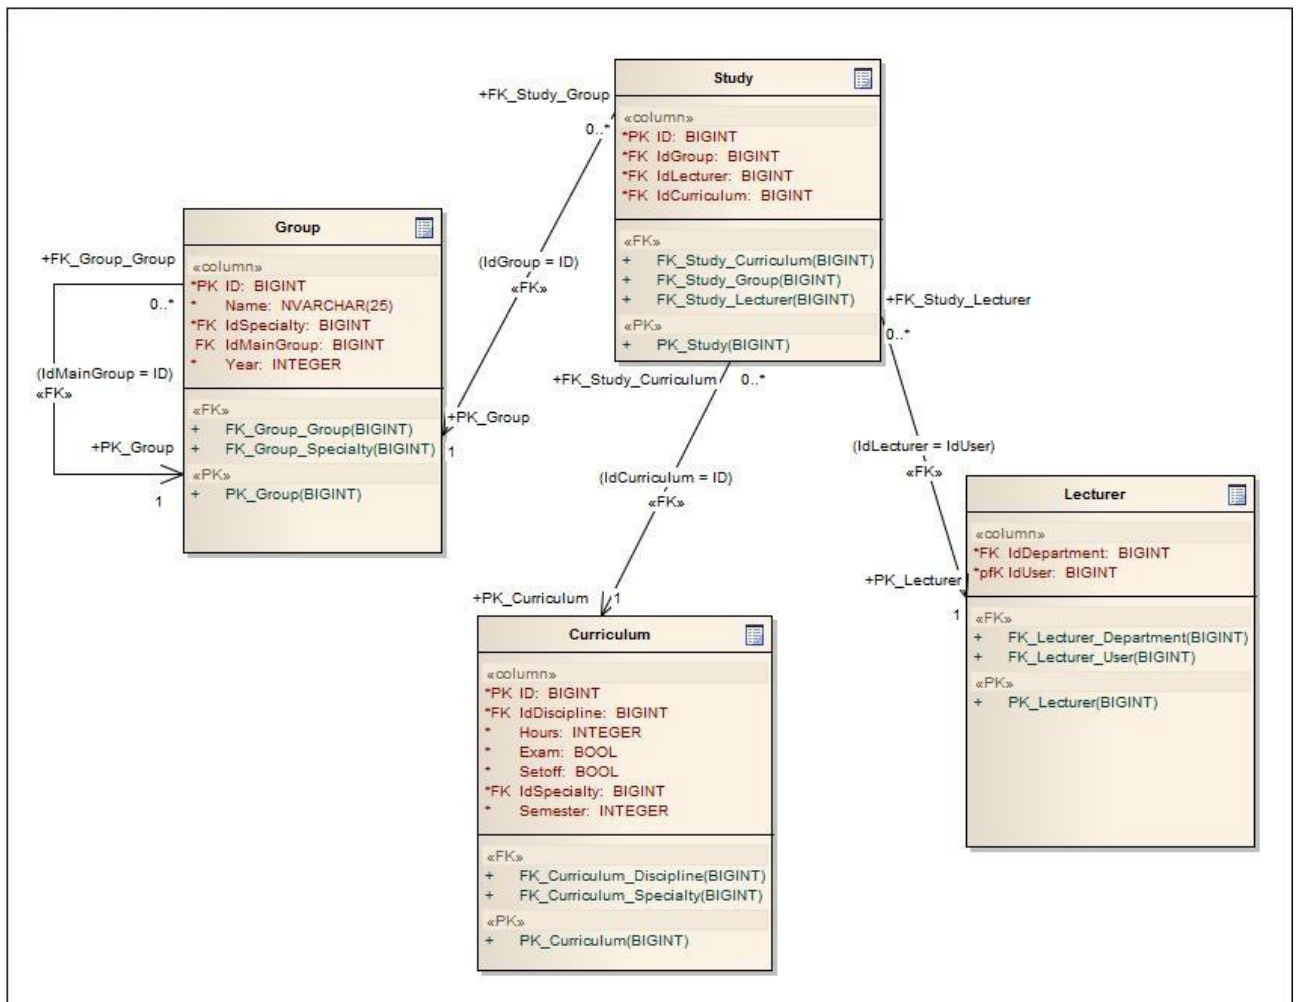 Study
«column»
*PK ID: BIGINT
*FK IdGroup: BIGINT
*FK IdLecturer: BIGINT
*FK IdCurriculum: BIGINT
«FK»
+ FK_Study_Curriculum(BIGINT)
+ FK_Study_Group(BIGINT)
+ FK_Study_Lecturer(BIGINT)
«PK»
+ PK_Study(BIGINT)
+FK_Study_Group
0..*
(IdGroup = ID)
«FK»
+PK_Group
1
Group
«column»
*PK ID: BIGINT
* Name: NVARCHAR(25)
*FK IdSpecialty: BIGINT
FK IdMainGroup: BIGINT
* Year: INTEGER
«FK»
+ FK_Group_Group(BIGINT)
+ FK_Group_Specialty(BIGINT)
«PK»
+ PK_Group(BIGINT)
+FK_Group_Group
0..*
(IdMainGroup = ID)
«FK»
+PK_Group
1
+FK_Study_Curriculum 0..*
(IdCurriculum = ID)
«FK»
+PK_Curriculum 1
+FK_Study_Lecturer
0..*
(IdLecturer = IdUser)
«FK»
+PK_Lecturer
1
Lecturer
«column»
*FK IdDepartment: BIGINT
*pfK IdUser: BIGINT
«FK»
+ FK_Lecturer_Department(BIGINT)
+ FK_Lecturer_User(BIGINT)
«PK»
+ PK_Lecturer(BIGINT)
Curriculum
«column»
*PK ID: BIGINT
*FK IdDiscipline: BIGINT
* Hours: INTEGER
* Exam: BOOL
* Setoff: BOOL
*FK IdSpecialty: BIGINT
* Semester: INTEGER
«FK»
+ FK_Curriculum_Discipline(BIGINT)
+ FK_Curriculum_Specialty(BIGINT)
«PK»
+ PK_Curriculum(BIGINT)